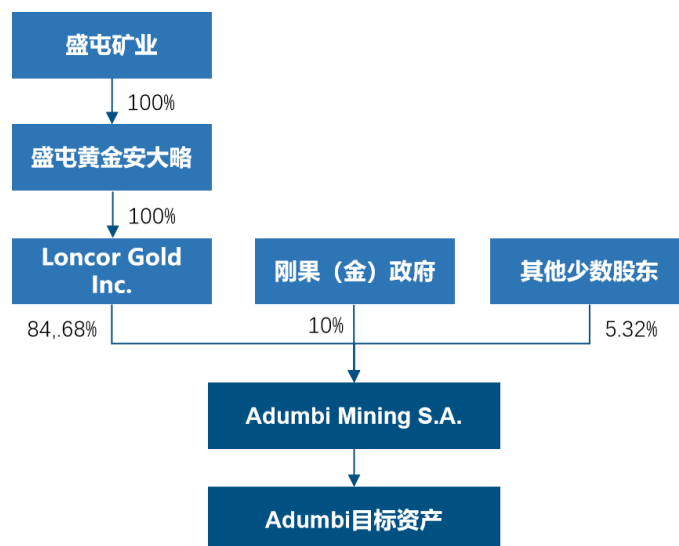 盛屯矿业
100%
盛屯黄金安大略
100%
Loncor Gold
Inc.
刚果（金）政府
其他少数股东
84,.68%
10%
5.32%
Adumbi Mining S.A.
Adumbi目标资产